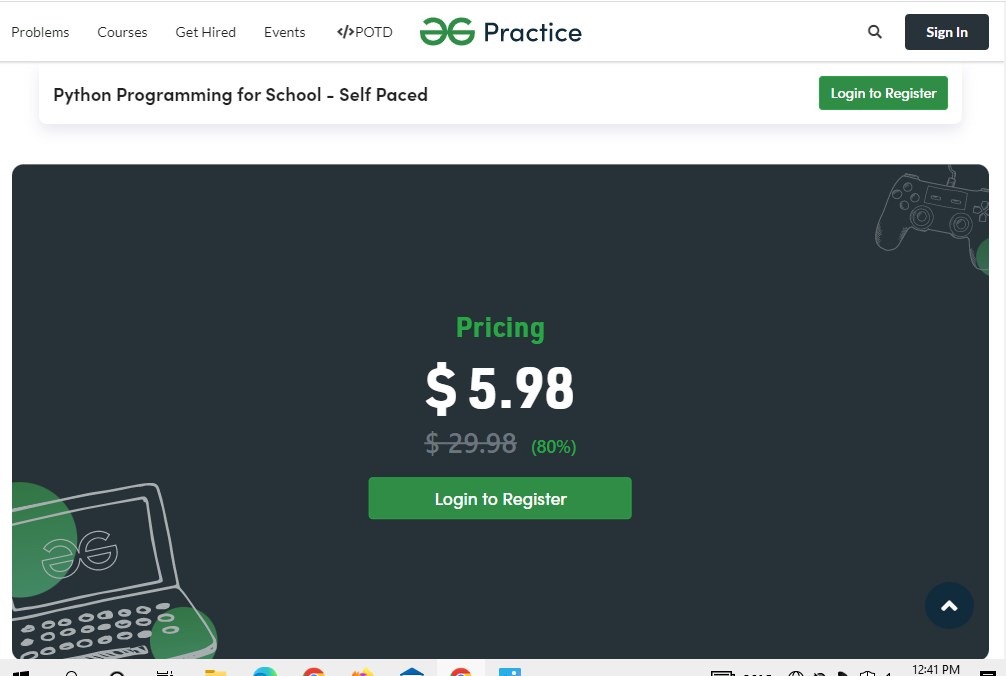 Problems Courses Get Hired Events </>POTD Practice Sign In
Python Programming for School - Self Paced Login to Register
Pricing
$ 5.98
$ 29.98 (80%)
Login to Register
12:41 PM